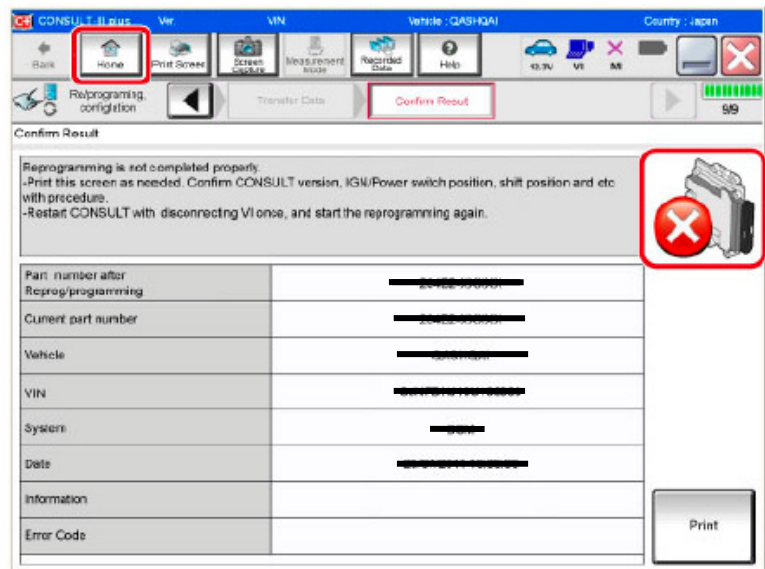 CONSULT-III plus Ver. VIN: Vehicle : QASHQAI Country : Japan
Back Home Print Screen Screen Capture Measurement Mode Recorded Data Help 12.3V VI MI
Re/programing, configlation Transfer Data Confirm Result 9/9
Confirm Result
Reprogramming is not completed properly.
-Print this screen as needed. Confirm CONSULT version, IGN/Power switch position, shift position and etc
with procedure.
-Restart CONSULT with disconnecting VI once, and start the reprogramming again.
Part number after
Reprog/programming
Current part number
Vehicle
VIN
System
Date
Information
Error Code
Print